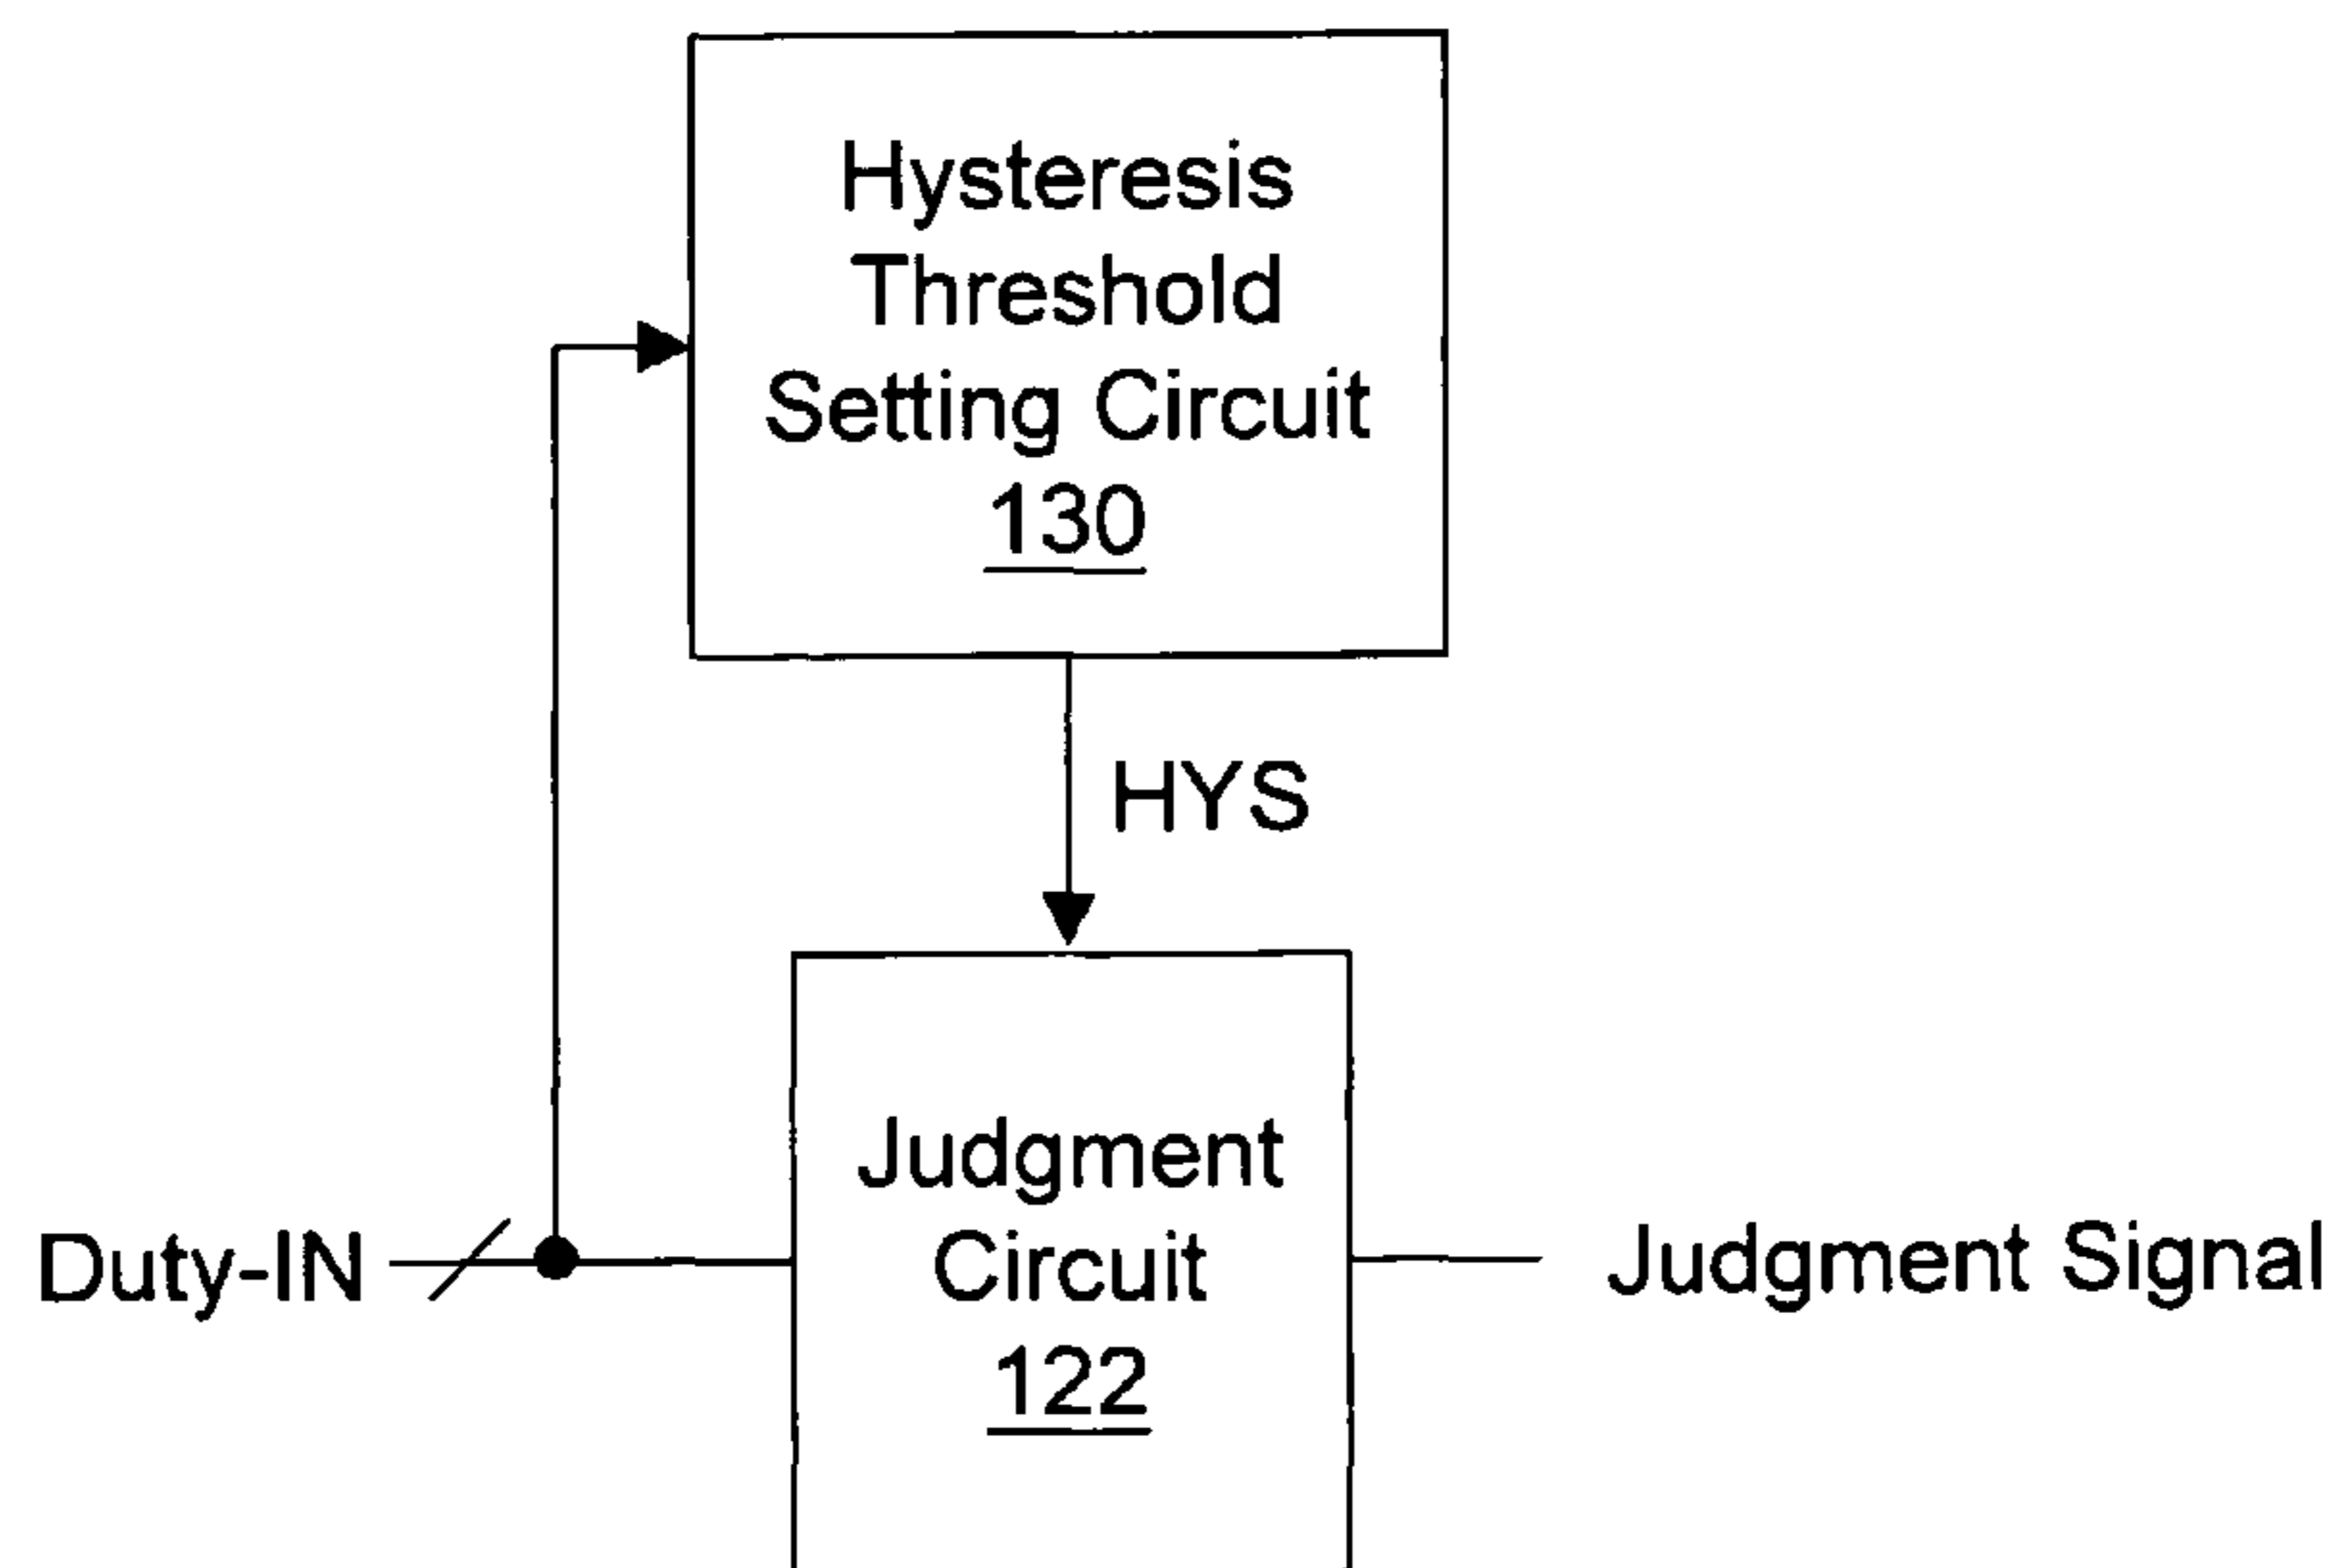 Hysteresis
Threshold
Setting Circuit
130
HYS
Judgment
Circuit
122
Duty-IN
Judgment Signal